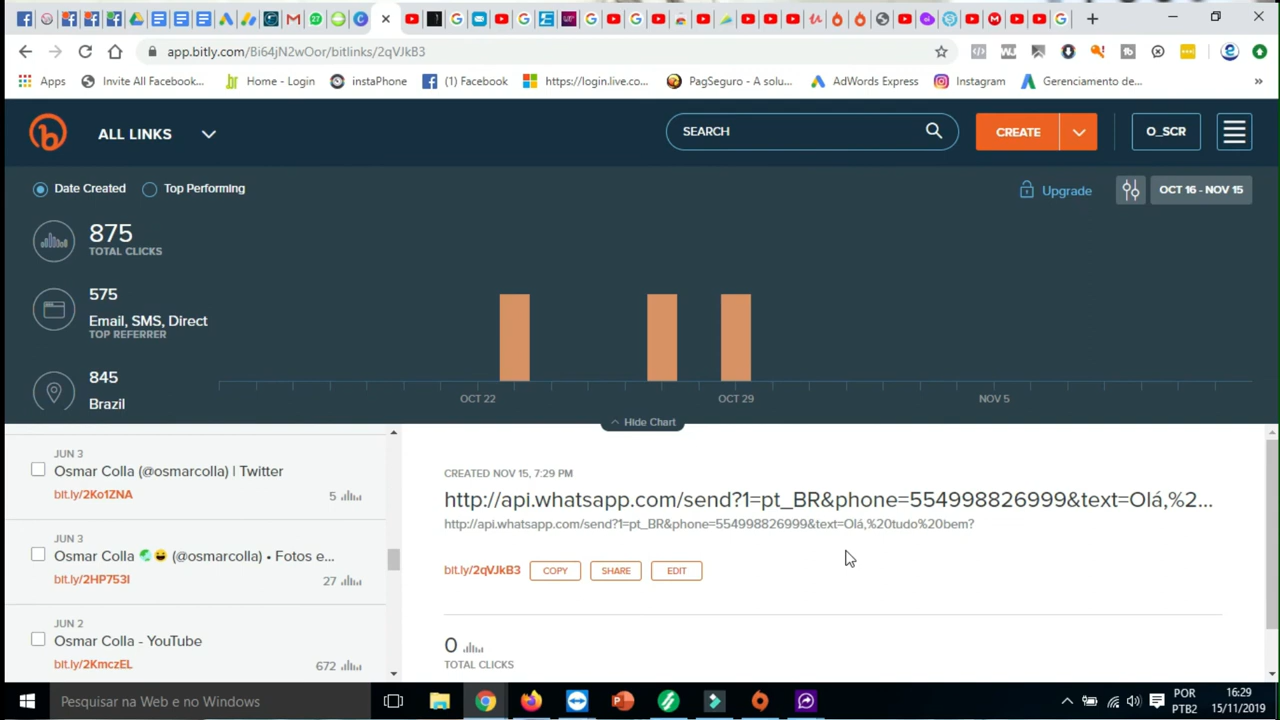 app.bitly.com/Bi64jN2wOor/bitlinks/2qVJkB3
Apps
Invite All Facebook...
Home - Login
instaPhone
(1) Facebook
https://login.live.co...
PagSeguro - A solu...
AdWords Express
Instagram
Gerenciamento de...
»
ALL LINKS
SEARCH
CREATE
O_SCR
Date Created
Top Performing
Upgrade
OCT 16 - NOV 15
875
TOTAL CLICKS
575
Email, SMS, Direct
TOP REFERRER
845
Brazil
OCT 22
OCT 29
NOV 5
Hide Chart
JUN 3
Osmar Colla (@osmarcolla) | Twitter
bit.ly/2Ko1ZNA
5
JUN 3
Osmar Colla 🌏😄 (@osmarcolla) • Fotos e...
bit.ly/2HP753I
27
JUN 2
Osmar Colla - YouTube
bit.ly/2KmczEL
672
CREATED NOV 15, 7:29 PM
http://api.whatsapp.com/send?1=pt_BR&phone=554998826999&text=Olá,%2...
http://api.whatsapp.com/send?1=pt_BR&phone=554998826999&text=Olá,%20tudo%20bem?
bit.ly/2qVJkB3
COPY
SHARE
EDIT
0
TOTAL CLICKS
Pesquisar na Web e no Windows
POR
PTB2
16:29
15/11/2019